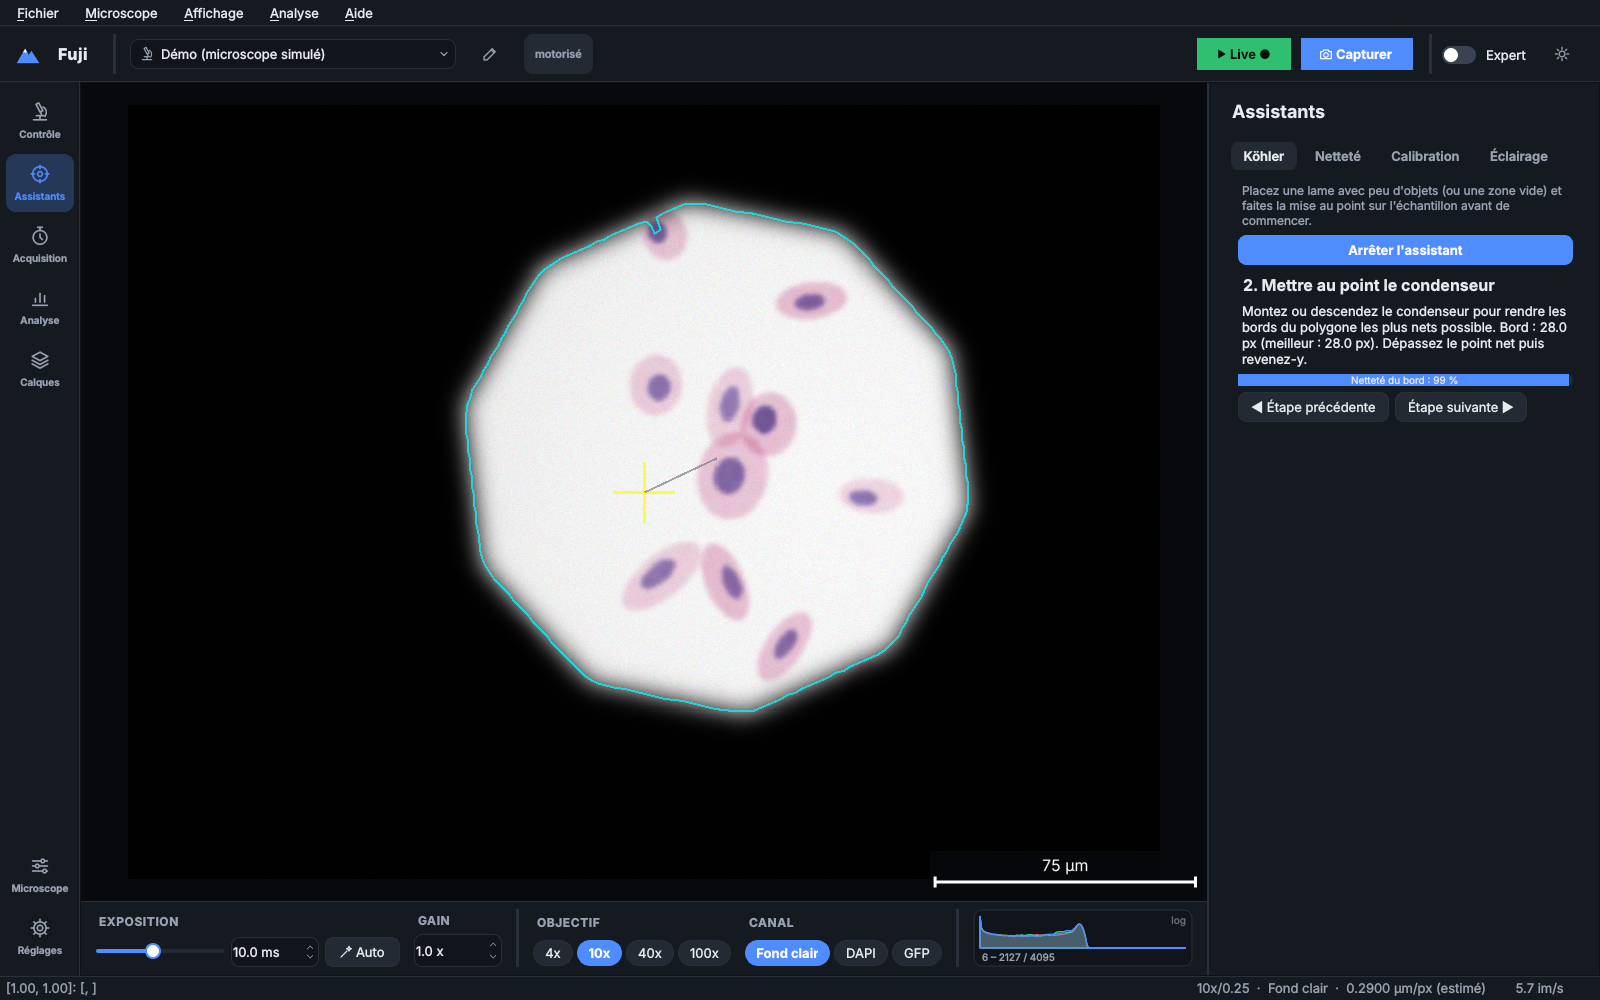 Fichier Microscope Affichage Analyse Aide
Fuji
Démo (microscope simulé)
motorisé
Live
Capturer
Expert
Contrôle
Assistants
Acquisition
Analyse
Calques
Microscope
Réglages
Assistants
Köhler Netteté Calibration Éclairage
Placez une lame avec peu d'objets (ou une zone vide) et
faites la mise au point sur l'échantillon avant de
commencer.
Arrêter l'assistant
2. Mettre au point le condenseur
Montez ou descendez le condenseur pour rendre les
bords du polygone les plus nets possible. Bord : 28.0
px (meilleur : 28.0 px). Dépassez le point net puis
revenez-y.
Netteté du bord : 99 %
◀ Étape précédente
Étape suivante ▶
75 µm
EXPOSITION
10.0 ms
Auto
GAIN
1.0 x
OBJECTIF
4x 10x 40x 100x
CANAL
Fond clair DAPI GFP
log
6 – 2127 / 4095
[1.00, 1.00]: [, ]
10x/0.25 · Fond clair · 0.2900 µm/px (estimé) 5.7 im/s